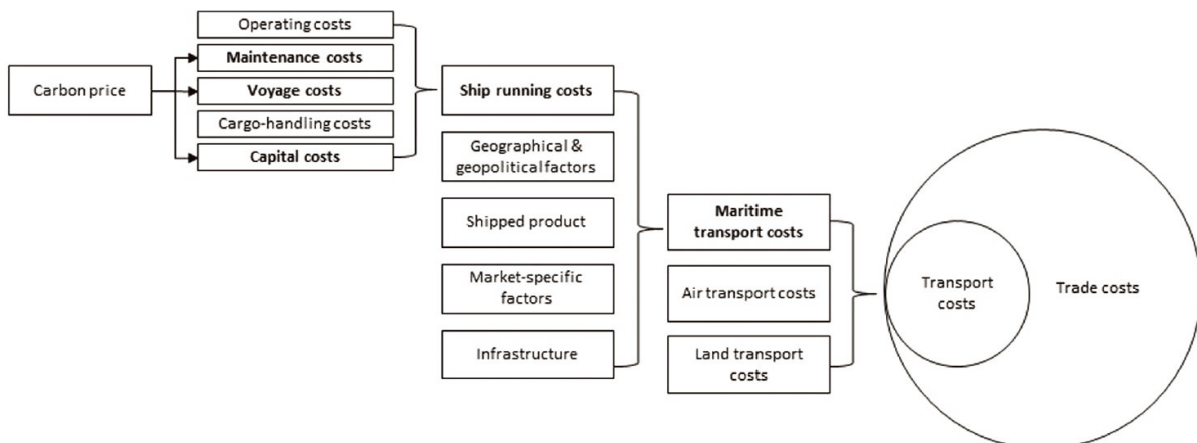 Carbon price
Operating costs
Maintenance costs
Voyage costs
Cargo-handling costs
Capital costs
Ship running costs
Geographical &
geopolitical factors
Shipped product
Market-specific
factors
Infrastructure
Maritime
transport costs
Air transport costs
Land transport
costs
Transport
costs
Trade costs